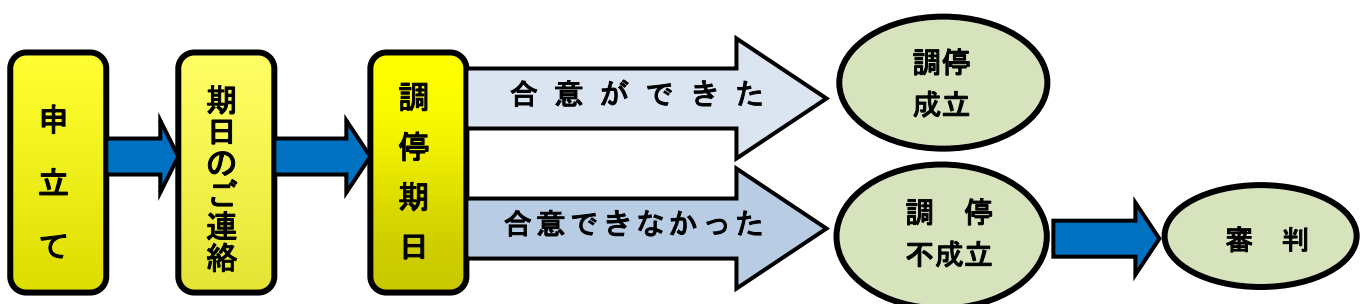 申立て
期日のご連絡
調停期日
合意ができた
調停
成立
合意できなかった
調 停
不成立
審 判